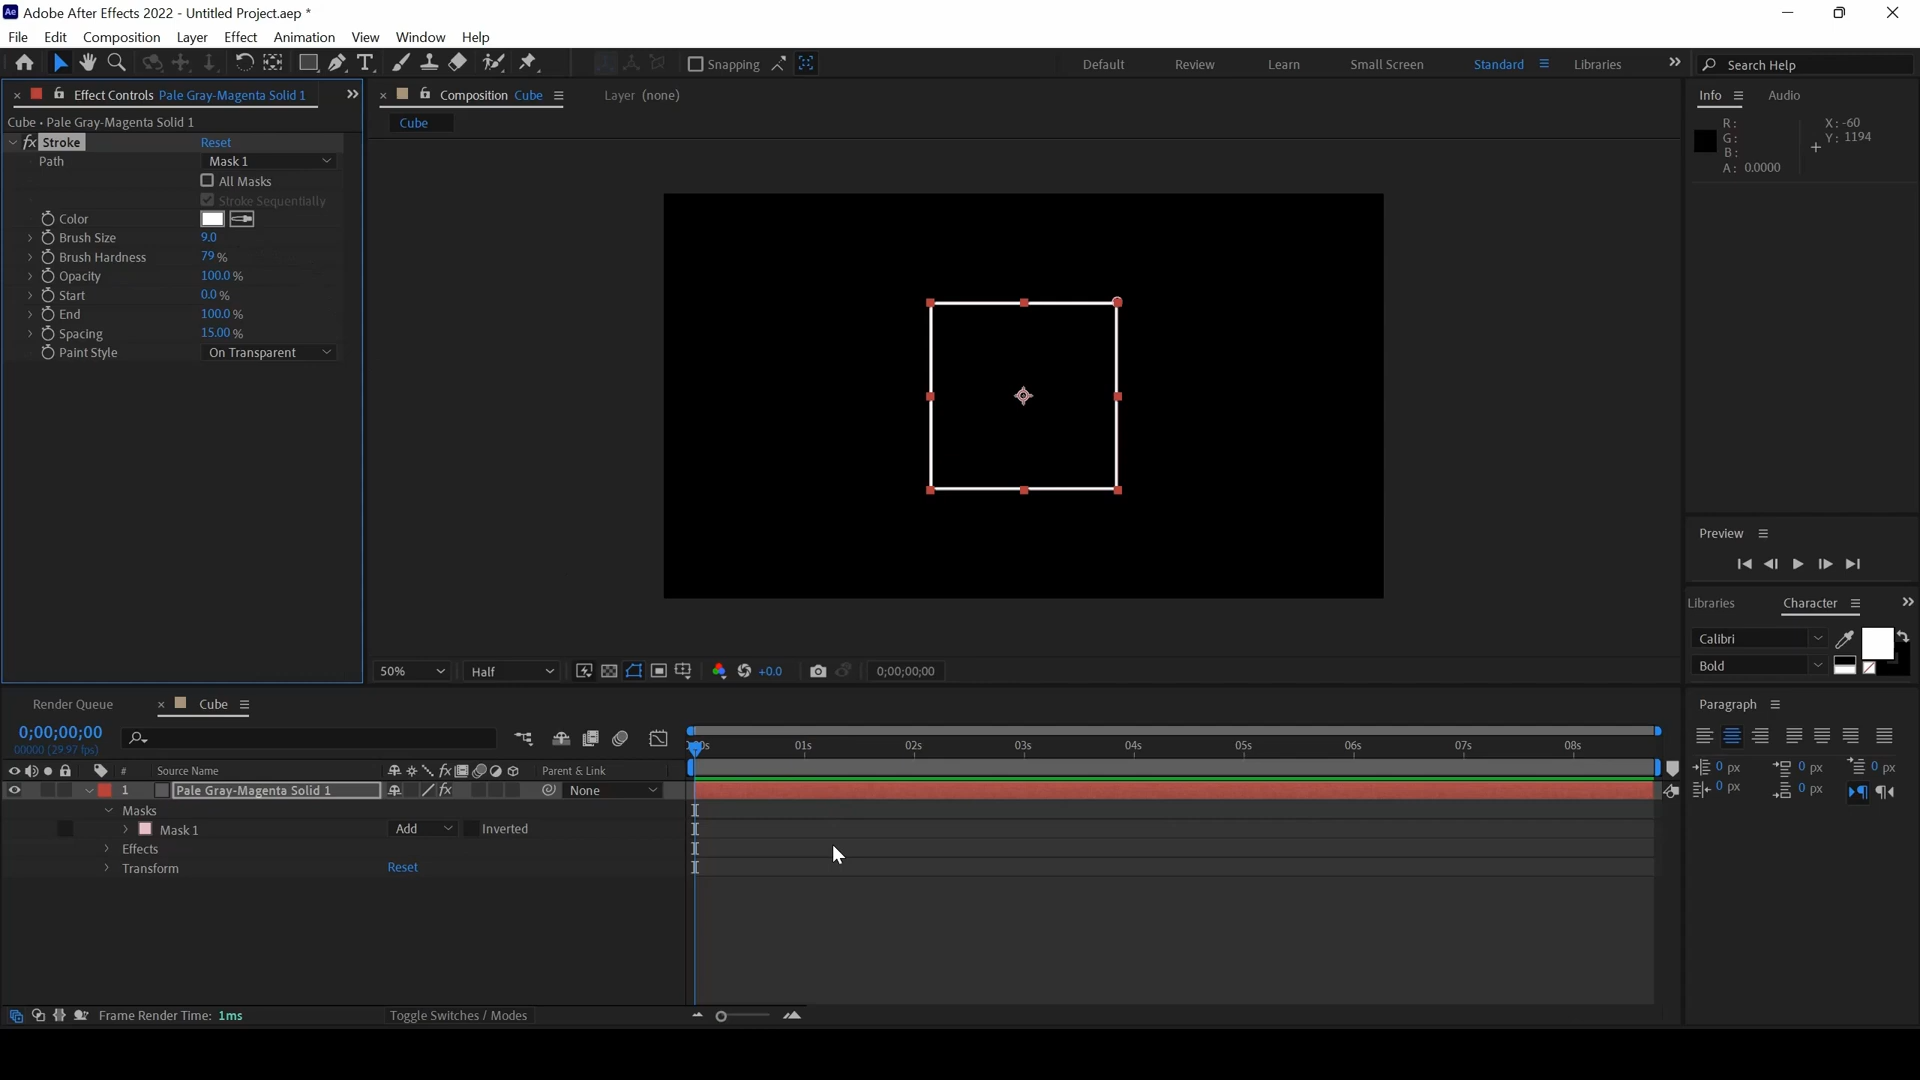 Ae Adobe After Effects 2022 - Untitled Project.aep *
File Edit Composition Layer Effect Animation View Window Help
Snapping Default Review Learn Small Screen Standard Libraries Search Help
Effect Controls Pale Gray-Magenta Solid 1
Composition Cube
Layer (none)
Info Audio
Cube • Pale Gray-Magenta Solid 1
Cube
fx Stroke Reset
Path Mask 1
All Masks
Stroke Sequentially
Color
Brush Size 9.0
Brush Hardness 79 %
Opacity 100.0 %
Start 0.0 %
End 100.0 %
Spacing 15.00 %
Paint Style On Transparent
R: X: -60
G: Y: 1194
B:
A: 0.0000
Preview
Libraries Character
Calibri
Bold
50% Half +0.0 0;00;00;00
Render Queue Cube
Paragraph
0;00;00;00
00000 (29.97 fps)
01s 02s 03s 04s 05s 06s 07s 08s
# Source Name fx Parent & Link
1 Pale Gray-Magenta Solid 1 fx None
Masks
Mask 1 Add Inverted
Effects
Transform Reset
0 px 0 px 0 px
0 px 0 px
Frame Render Time: 1ms Toggle Switches / Modes